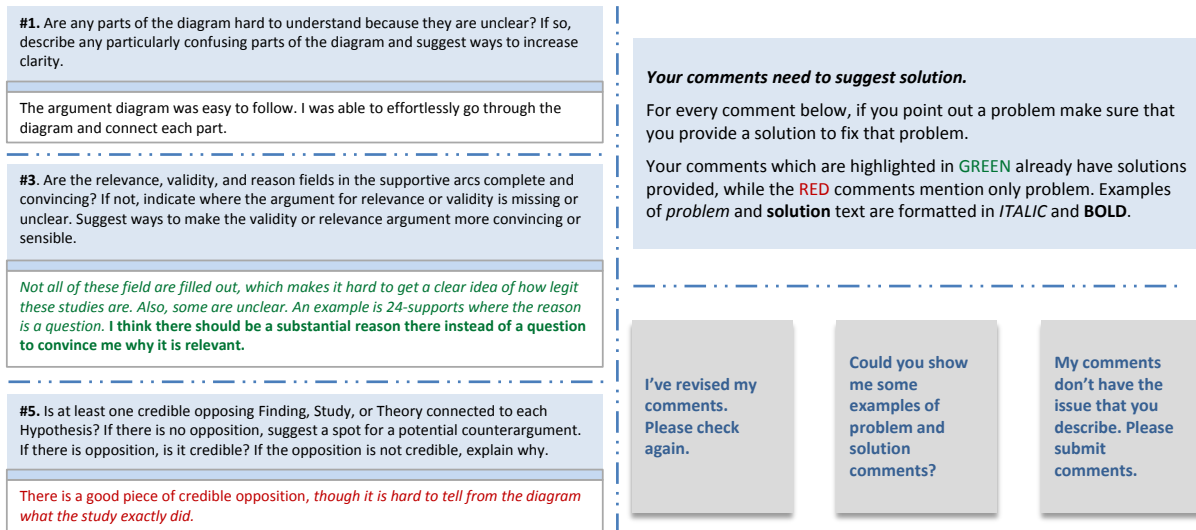 #1. Are any parts of the diagram hard to understand because they are unclear? If so,
describe any particularly confusing parts of the diagram and suggest ways to increase
clarity.
The argument diagram was easy to follow. I was able to effortlessly go through the
diagram and connect each part.
#3. Are the relevance, validity, and reason fields in the supportive arcs complete and
convincing? If not, indicate where the argument for relevance or validity is missing or
unclear. Suggest ways to make the validity or relevance argument more convincing or
sensible.
Not all of these field are filled out, which makes it hard to get a clear idea of how legit
these studies are. Also, some are unclear. An example is 24-supports where the reason
is a question. I think there should be a substantial reason there instead of a question
to convince me why it is relevant.
#5. Is at least one credible opposing Finding, Study, or Theory connected to each
Hypothesis? If there is no opposition, suggest a spot for a potential counterargument.
If there is opposition, is it credible? If the opposition is not credible, explain why.
There is a good piece of credible opposition, though it is hard to tell from the diagram
what the study exactly did.
Your comments need to suggest solution.
For every comment below, if you point out a problem make sure that
you provide a solution to fix that problem.
Your comments which are highlighted in GREEN already have solutions
provided, while the RED comments mention only problem. Examples
of problem and solution text are formatted in ITALIC and BOLD.
I've revised my
comments.
Please check
again.
Could you show
me some
examples of
problem and
solution
comments?
My comments
don't have the
issue that you
describe. Please
submit
comments.